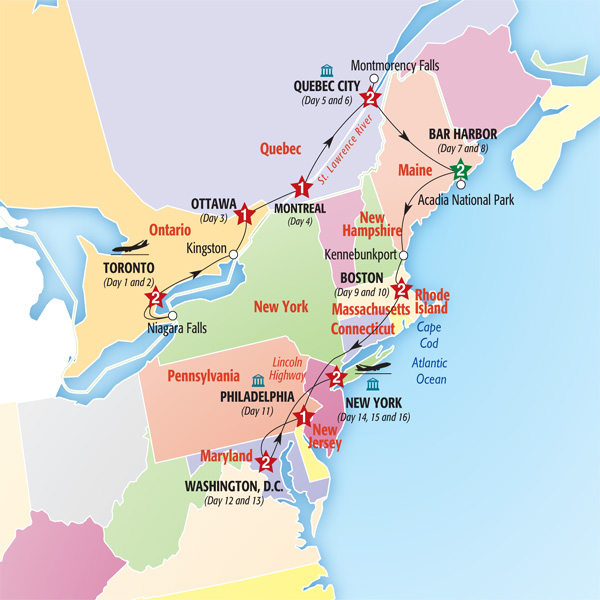 Montmorency Falls
QUEBEC CITY
(Day 5 and 6)
2
Quebec
St. Lawrence River
BAR HARBOR
(Day 7 and 8)
2
Maine
Acadia National Park
1
MONTREAL
(Day 4)
OTTAWA
(Day 3)
1
Ontario
Kingston
New
Hampshire
Kennebunkport
TORONTO
(Day 1 and 2)
2
Niagara Falls
BOSTON
(Day 9 and 10)
2
Rhode
Island
Massachusetts
Connecticut
New York
Cape
Cod
Atlantic
Ocean
Lincoln
Highway
Pennsylvania
2
PHILADELPHIA
(Day 11)
NEW YORK
(Day 14, 15 and 16)
1
New
Jersey
Maryland
2
WASHINGTON, D.C.
(Day 12 and 13)